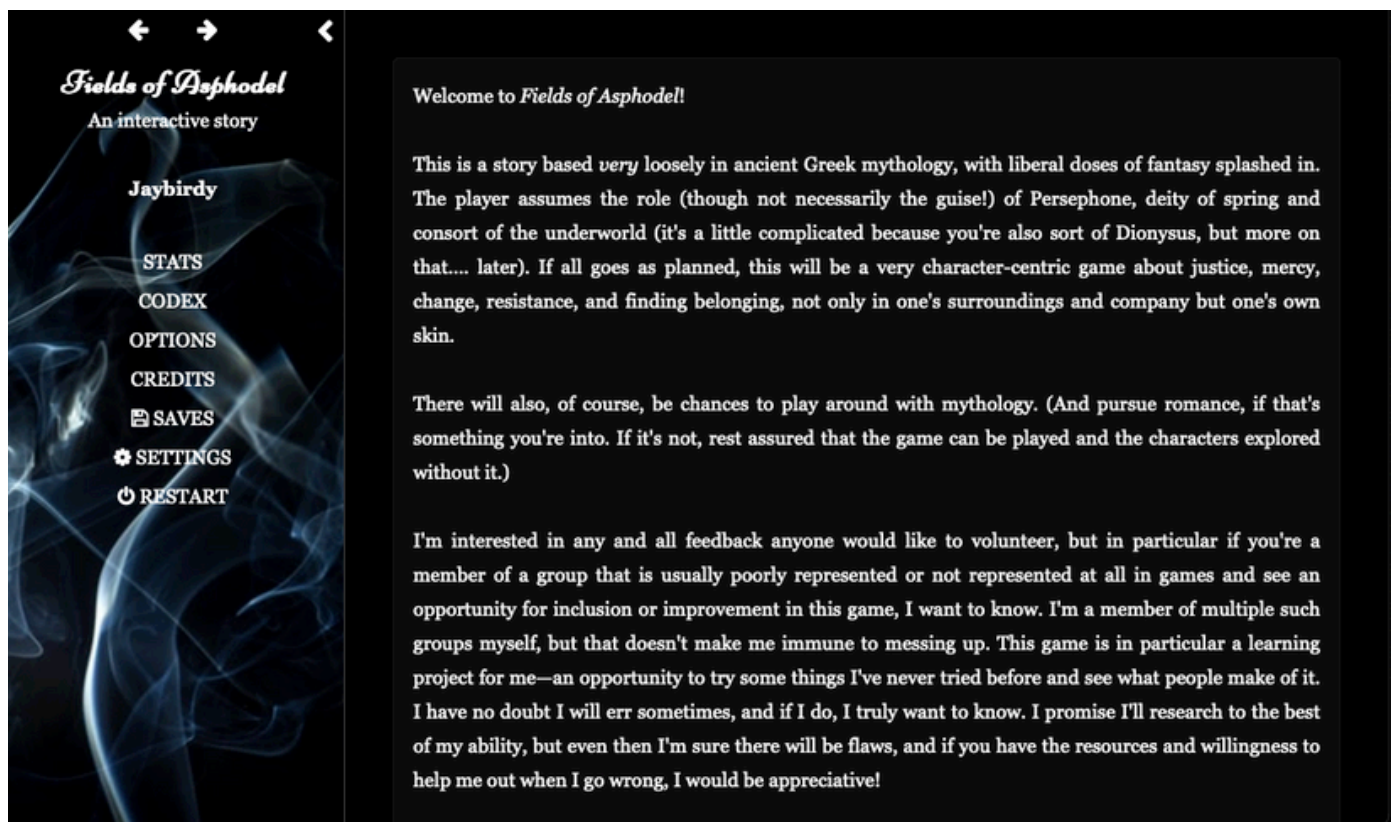 Fields of Asphodel
An interactive story
Jaybirdy
STATS
CODEX
OPTIONS
CREDITS
SAVES
SETTINGS
RESTART
Welcome to Fields of Asphodel!
This is a story based very loosely in ancient Greek mythology, with liberal doses of fantasy splashed in.
The player assumes the role (though not necessarily the guise!) of Persephone, deity of spring and
consort of the underworld (it's a little complicated because you're also sort of Dionysus, but more on
that.... later). If all goes as planned, this will be a very character-centric game about justice, mercy,
change, resistance, and finding belonging, not only in one's surroundings and company but one's own
skin.
There will also, of course, be chances to play around with mythology. (And pursue romance, if that's
something you're into. If it's not, rest assured that the game can be played and the characters explored
without it.)
I'm interested in any and all feedback anyone would like to volunteer, but in particular if you're a
member of a group that is usually poorly represented or not represented at all in games and see an
opportunity for inclusion or improvement in this game, I want to know. I'm a member of multiple such
groups myself, but that doesn't make me immune to messing up. This game is in particular a learning
project for me—an opportunity to try some things I've never tried before and see what people make of it.
I have no doubt I will err sometimes, and if I do, I truly want to know. I promise I'll research to the best
of my ability, but even then I'm sure there will be flaws, and if you have the resources and willingness to
help me out when I go wrong, I would be appreciative!